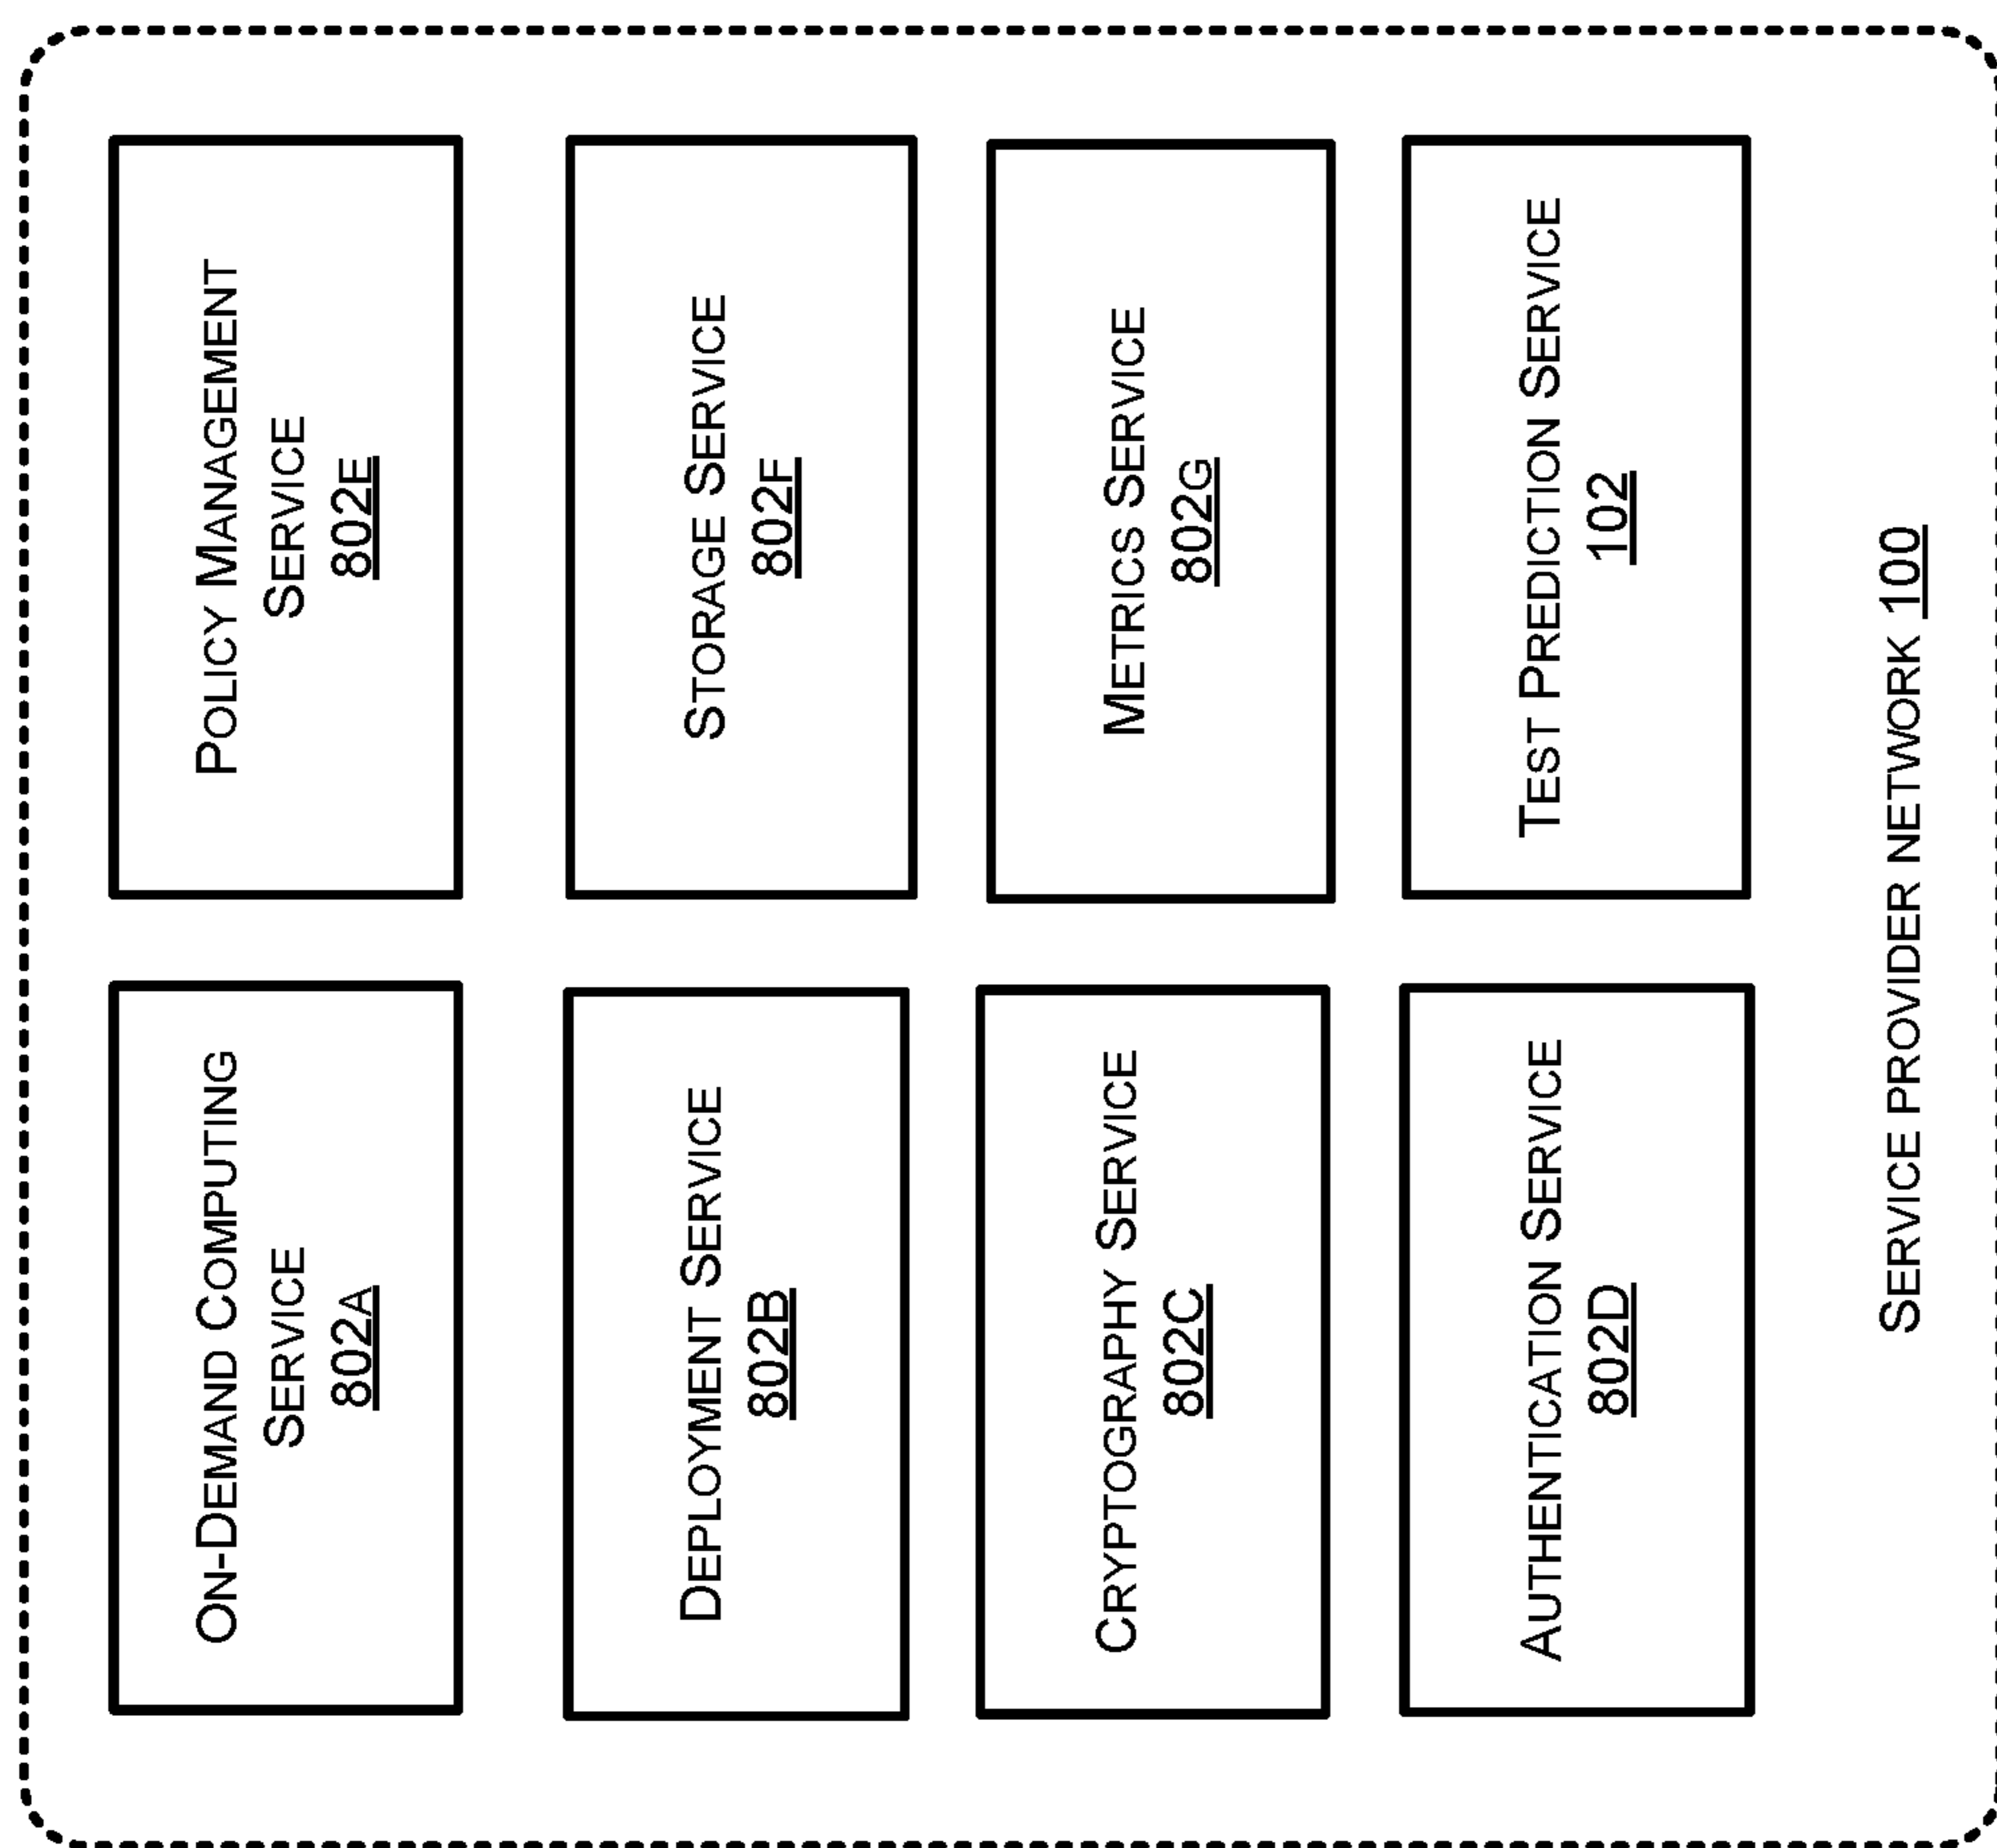 ON-DEMAND COMPUTING
SERVICE
802A
POLICY MANAGEMENT
SERVICE
802E
DEPLOYMENT SERVICE
802B
STORAGE SERVICE
802F
CRYPTOGRAPHY SERVICE
802C
METRICS SERVICE
802G
AUTHENTICATION SERVICE
802D
TEST PREDICTION SERVICE
102
SERVICE PROVIDER NETWORK 100